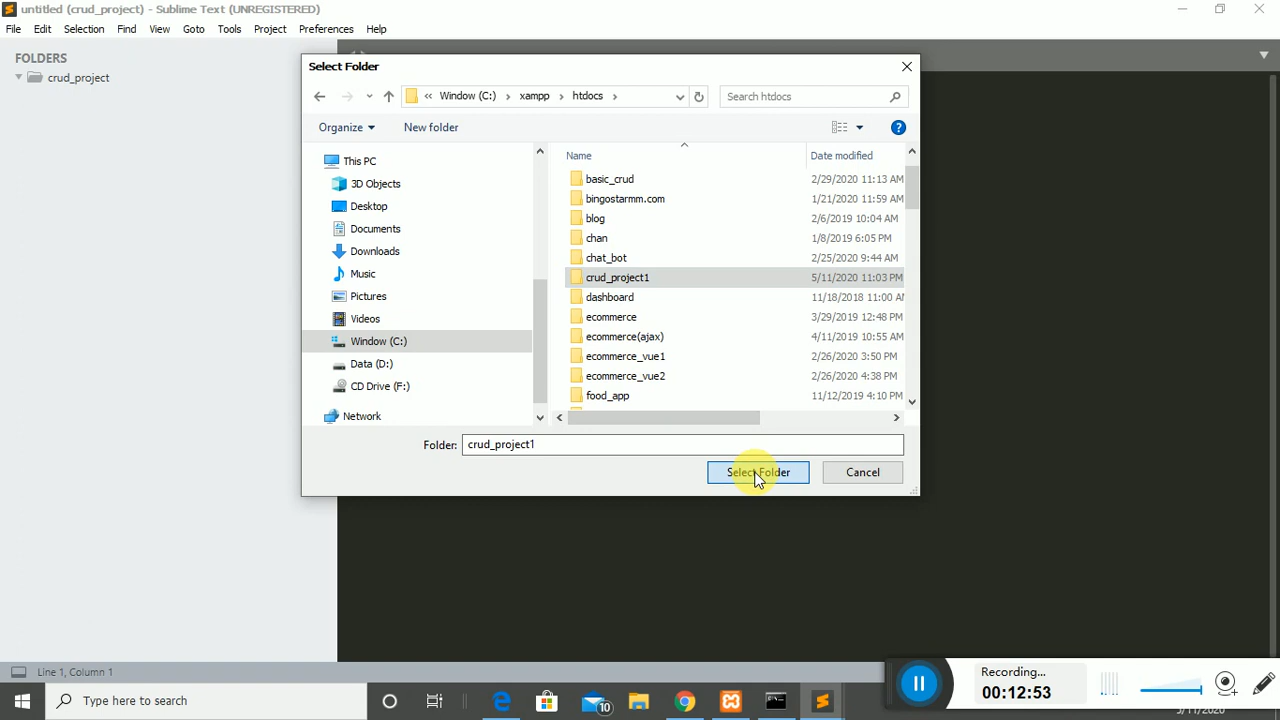 untitled (crud_project) - Sublime Text (UNREGISTERED)
File Edit Selection Find View Goto Tools Project Preferences Help
FOLDERS
crud_project
Select Folder
« Window (C:) › xampp › htdocs ›
Search htdocs
Organize
New folder
Name
Date modified
This PC
3D Objects
Desktop
Documents
Downloads
Music
Pictures
Videos
Window (C:)
Data (D:)
CD Drive (F:)
Network
basic_crud 2/29/2020 11:13 AM
bingostarmm.com 1/21/2020 11:59 AM
blog 2/6/2019 10:04 AM
chan 1/8/2019 6:05 PM
chat_bot 2/25/2020 9:44 AM
crud_project1 5/11/2020 11:03 PM
dashboard 11/18/2018 11:00 AM
ecommerce 3/29/2019 12:48 PM
ecommerce(ajax) 4/11/2019 10:55 AM
ecommerce_vue1 2/26/2020 3:50 PM
ecommerce_vue2 2/26/2020 4:38 PM
food_app 11/12/2019 4:10 PM
Folder: crud_project1
Select Folder
Cancel
Line 1, Column 1
Recording...
00:12:53
Type here to search
10
5/11/2020